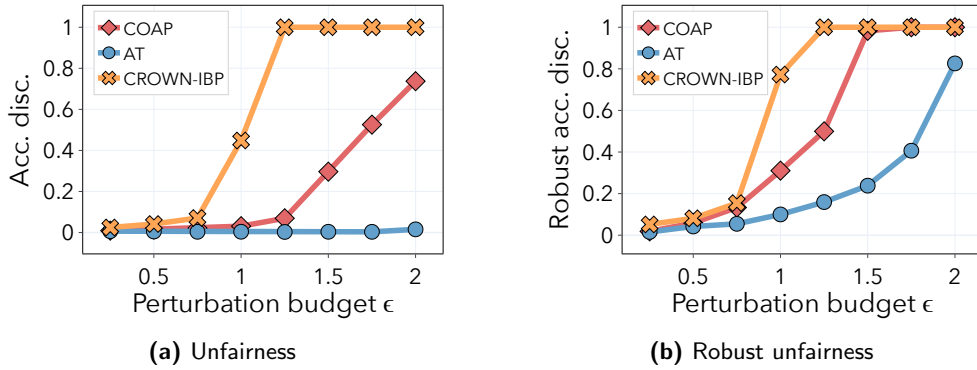 COAP
AT
CROWN-IBP
Acc. disc.
1
0.8
0.6
0.4
0.2
0
0.5
1
1.5
2
Perturbation budget ϵ
(a) Unfairness
COAP
AT
CROWN-IBP
Robust acc. disc.
1
0.8
0.6
0.4
0.2
0
0.5
1
1.5
2
Perturbation budget ϵ
(b) Robust unfairness